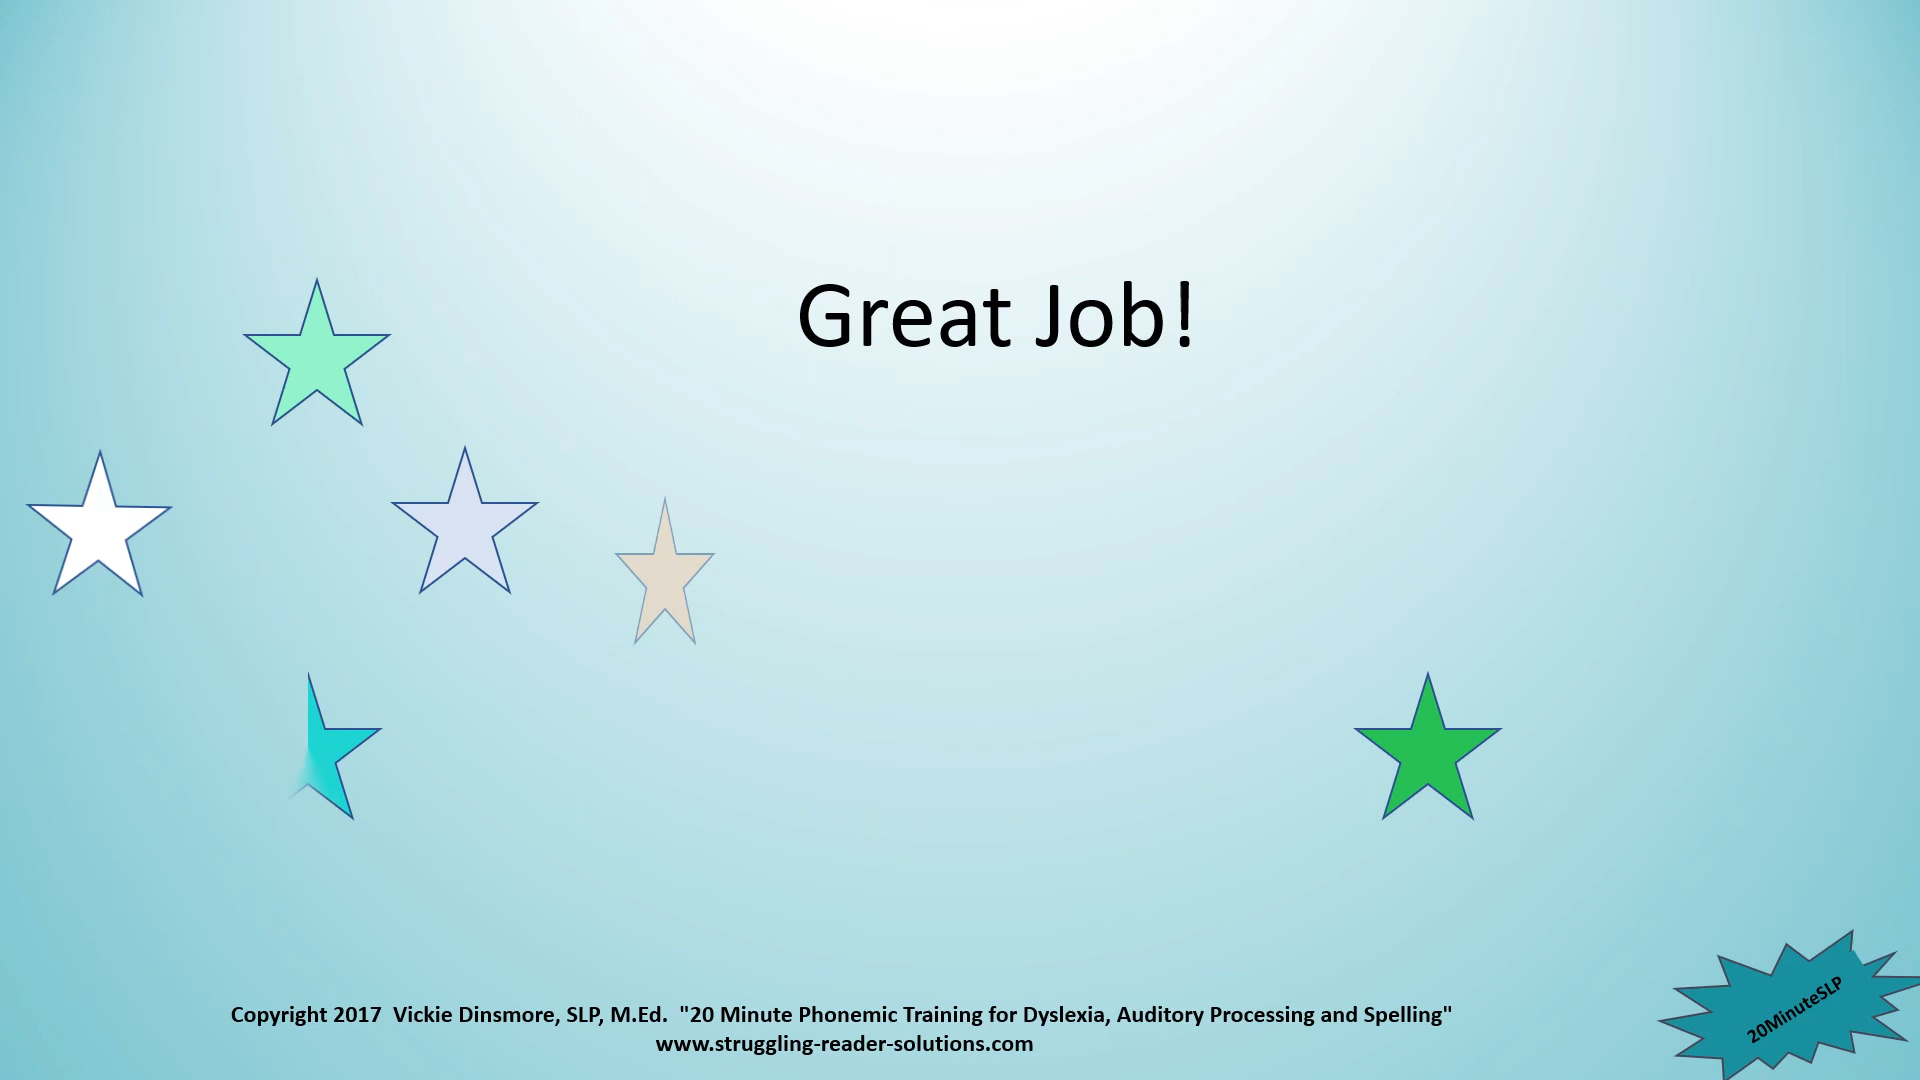 Great Job!
Copyright 2017  Vickie Dinsmore, SLP, M.Ed.  "20 Minute Phonemic Training for Dyslexia, Auditory Processing and Spelling"
www.struggling-reader-solutions.com
20MinuteSLP